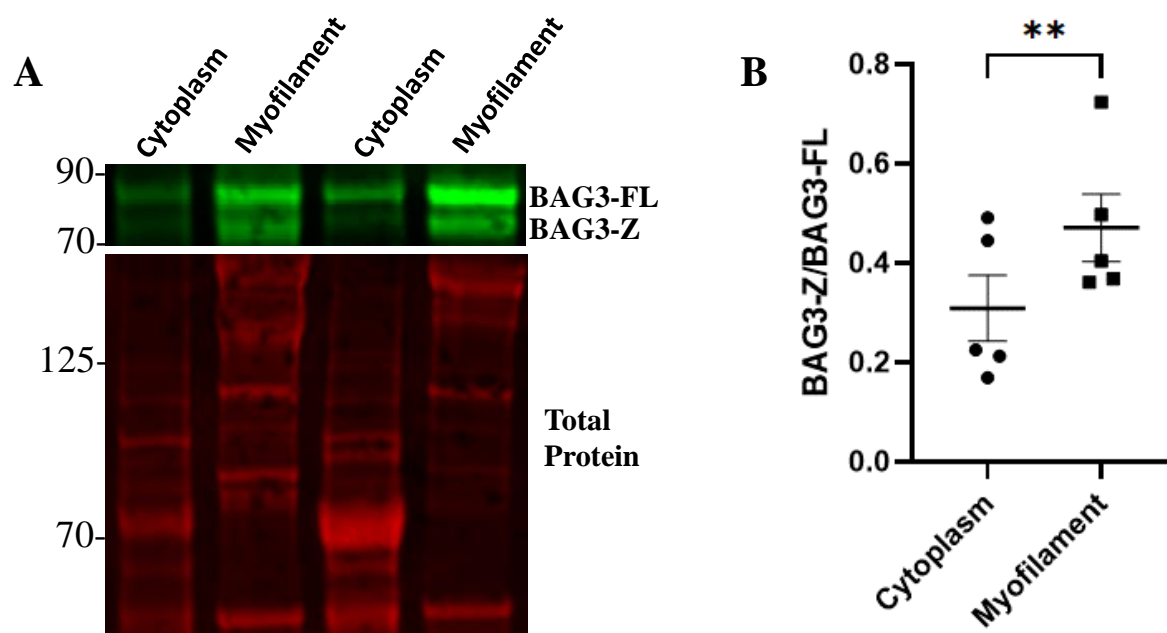 A
Cytoplasm
Myofilament
Cytoplasm
Myofilament
90
BAG3-FL
BAG3-Z
70
125
Total
Protein
70
B
**
BAG3-Z/BAG3-FL
0.8
0.6
0.4
0.2
0.0
Cytoplasm
Myofilament